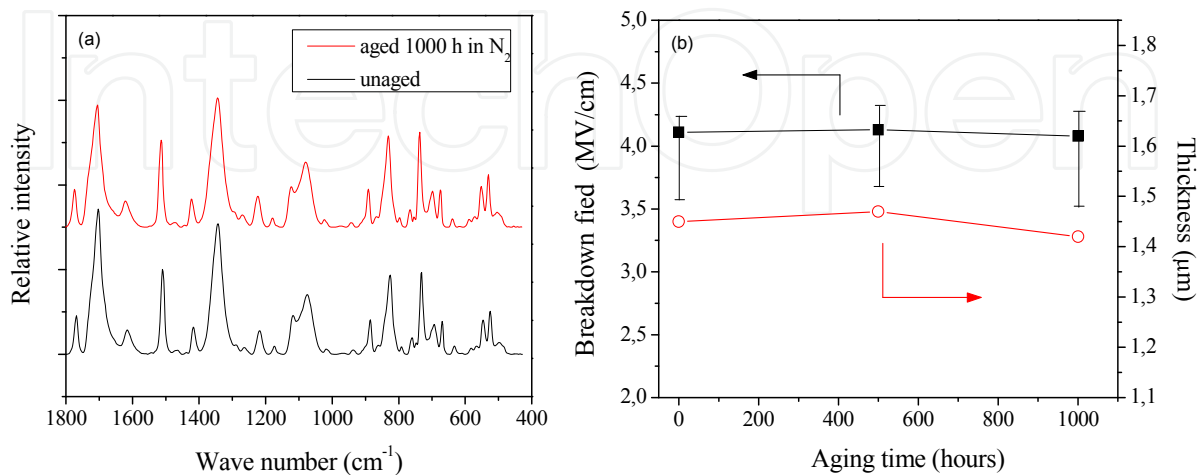 IntechOpen
(a)
aged 1000 h in N₂
unaged
Relative intensity
1800 1600 1400 1200 1000 800 600 400
Wave number (cm⁻¹)
(b)
5,0
4,5
4,0
3,5
3,0
2,5
2,0
Breakdown fied (MV/cm)
1,8
1,7
1,6
1,5
1,4
1,3
1,2
1,1
Thickness (μm)
0 200 400 600 800 1000
Aging time (hours)